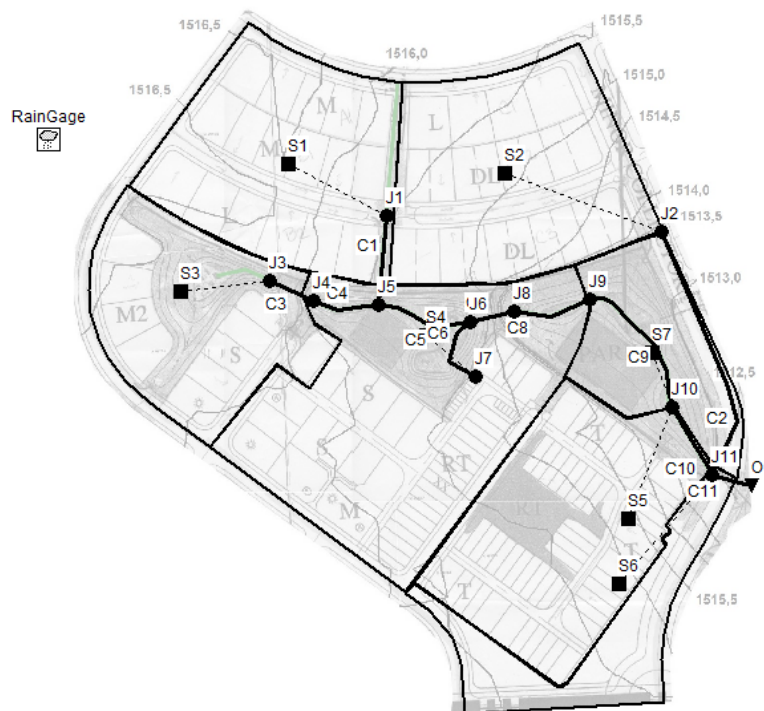 1516,5
1516,0
1515,5
1515,0
1514,5
1516,5
RainGage
M
L
S1
S2
M
DL
1514,0
J1
J2
1513,5
L
C1
DL
J3
S3
J4
C4
C3
J5
J9
J8
1513,0
M2
S4
J6
C8
C6
C5
S7
C9
S
S
J7
1512,5
J10
C2
T
S
RT
J11
O
C10
C11
M
S5
T
S6
T
1515,5